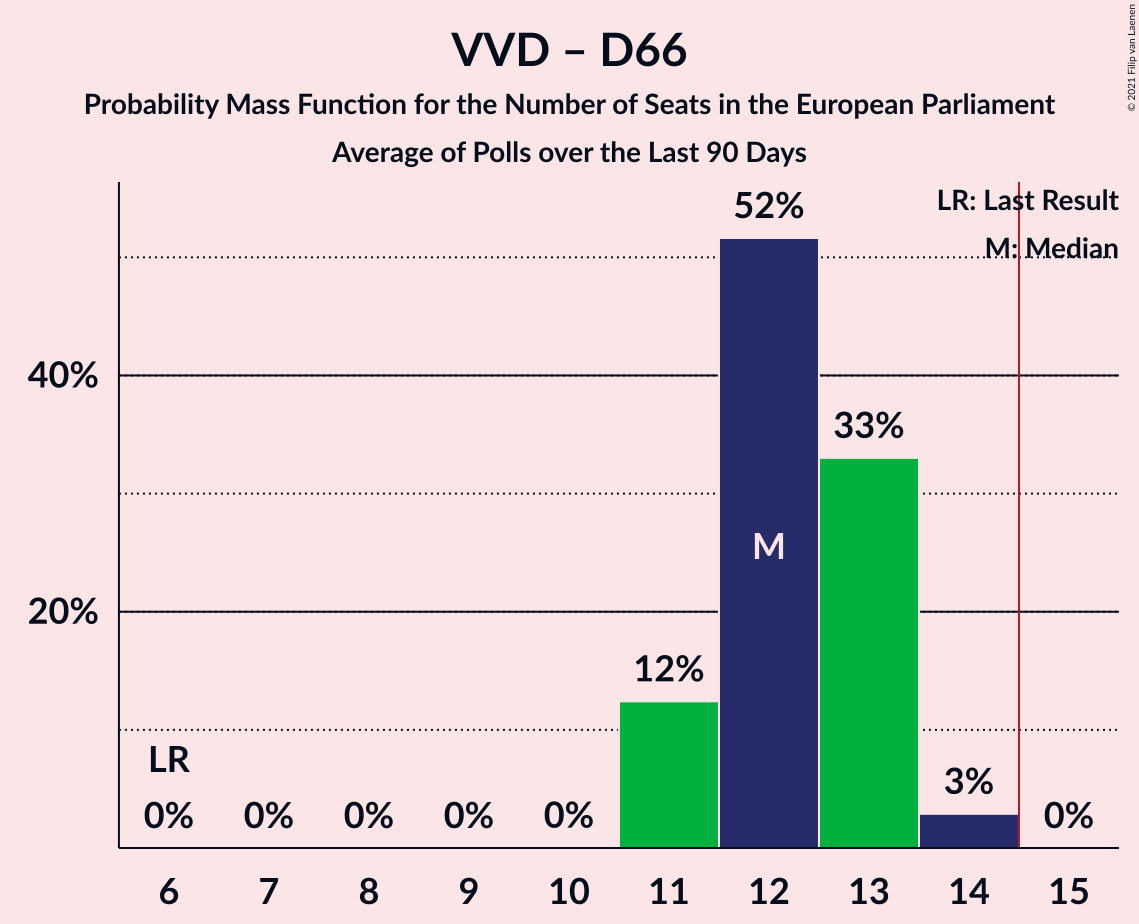 VVD – D66
Probability Mass Function for the Number of Seats in the European Parliament
Average of Polls over the Last 90 Days
© 2021 Filip van Laenen
LR: Last Result
M: Median
52%
40%
33%
M
20%
12%
LR
3%
0% 0% 0% 0% 0% 0%
6 7 8 9 10 11 12 13 14 15